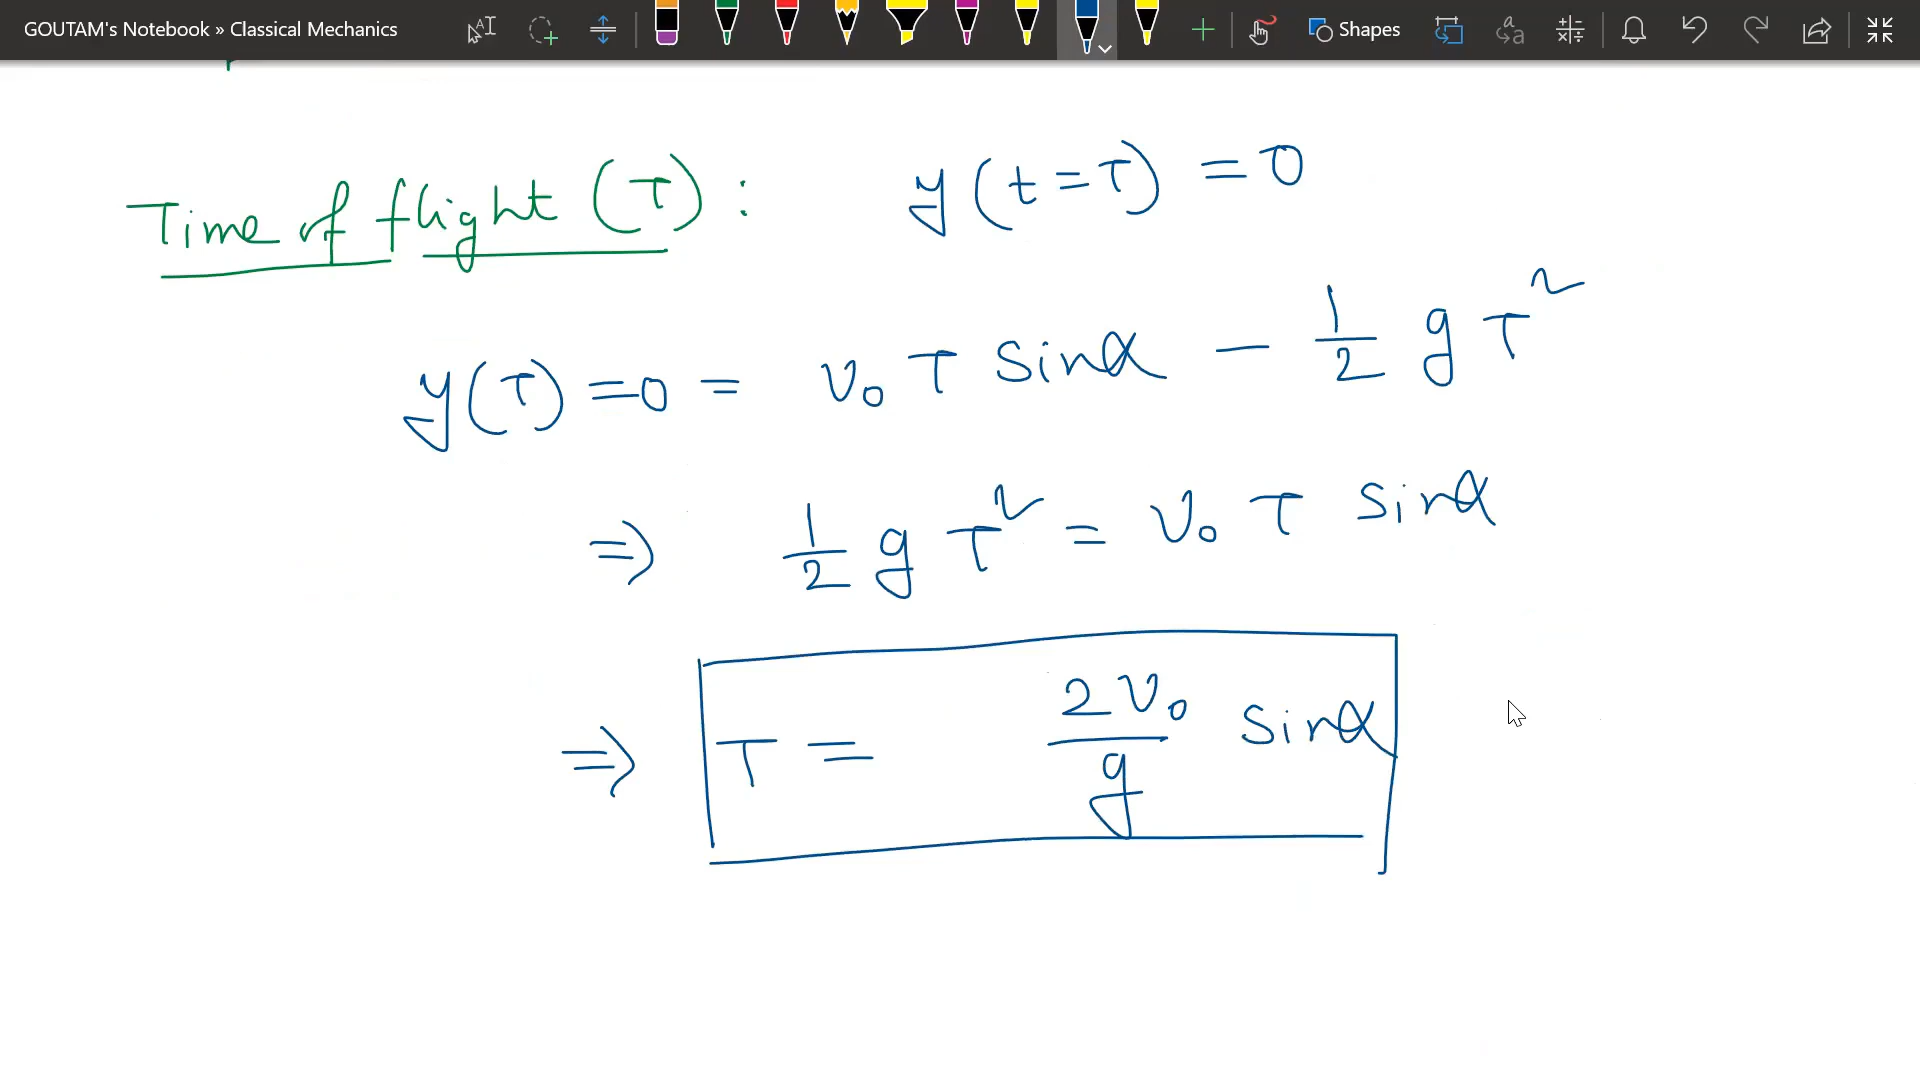 GOUTAM's Notebook » Classical Mechanics
Shapes
Time of flight (T) : y(t=T) = 0
y(T) = 0 = v₀ T sinα − 1/2 g T²
⇒ 1/2 g T² = v₀ T sinα
⇒ T = 2v₀/g sinα